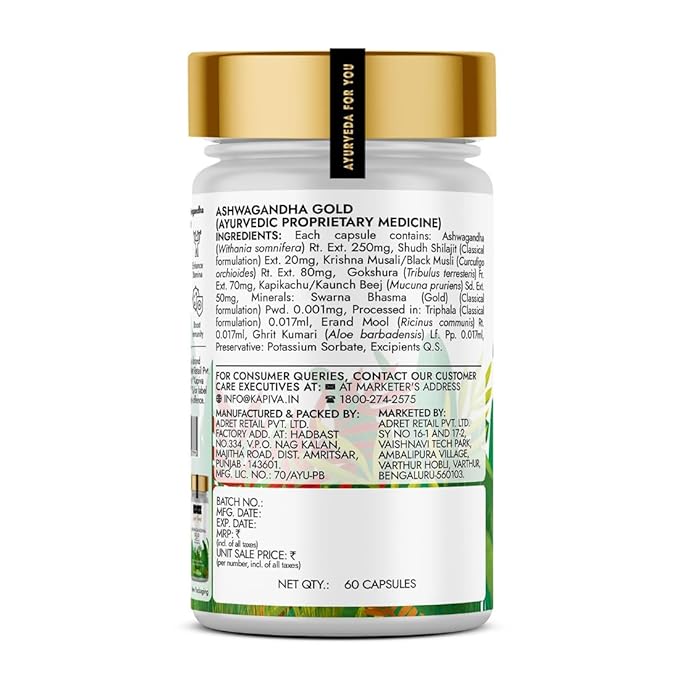 AYURVEDA FOR YOU
ASHWAGANDHA GOLD
(AYURVEDIC PROPRIETARY MEDICINE)
INGREDIENTS: Each capsule contains: Ashwagandha
(Withania somnifera) Rt. Ext. 250mg, Shudh Shilajit (Classical
formulation) Ext. 20mg, Krishna Musali/Black Musli (Curcufigo
orchioides) Rt. Ext. 80mg, Gokshura (Tribulus terresteris) Fr.
Ext. 70mg, Kapikachu/Kaunch Beej (Mucuna pruriens) Sd. Ext.
50mg, Minerals: Swarna Bhasma (Gold) (Classical
formulation) Pwd. 0.001mg, Processed in: Triphala (Classical
formulation) 0.017ml, Erand Mool (Ricinus communis) Rt.
0.017ml, Ghrit Kumari (Aloe barbadensis) Lf. Pp. 0.017ml,
Preservative: Potassium Sorbate, Excipients Q.S.
FOR CONSUMER QUERIES, CONTACT OUR CUSTOMER
CARE EXECUTIVES AT: AT MARKETER'S ADDRESS
INFO@KAPIVA.IN 1800-274-2575
MANUFACTURED & PACKED BY:
ADRET RETAIL PVT. LTD.
FACTORY ADD. AT: HADBAST
NO.334, V.P.O. NAG KALAN,
MAJITHA ROAD, DIST. AMRITSAR,
PUNJAB - 143601.
MFG. LIC. NO.: 70/AYU-PB
MARKETED BY:
ADRET RETAIL PVT. LTD.
SY NO 16-1 AND 17-2,
VAISHNAVI TECH PARK,
AMBALIPURA VILLAGE,
VARTHUR HOBLI, VARTHUR,
BENGALURU-560103.
BATCH NO.:
MFG. DATE:
EXP. DATE:
MRP: ₹
(incl. of all taxes)
UNIT SALE PRICE: ₹
(per number, incl. of all taxes)
NET QTY.: 60 CAPSULES